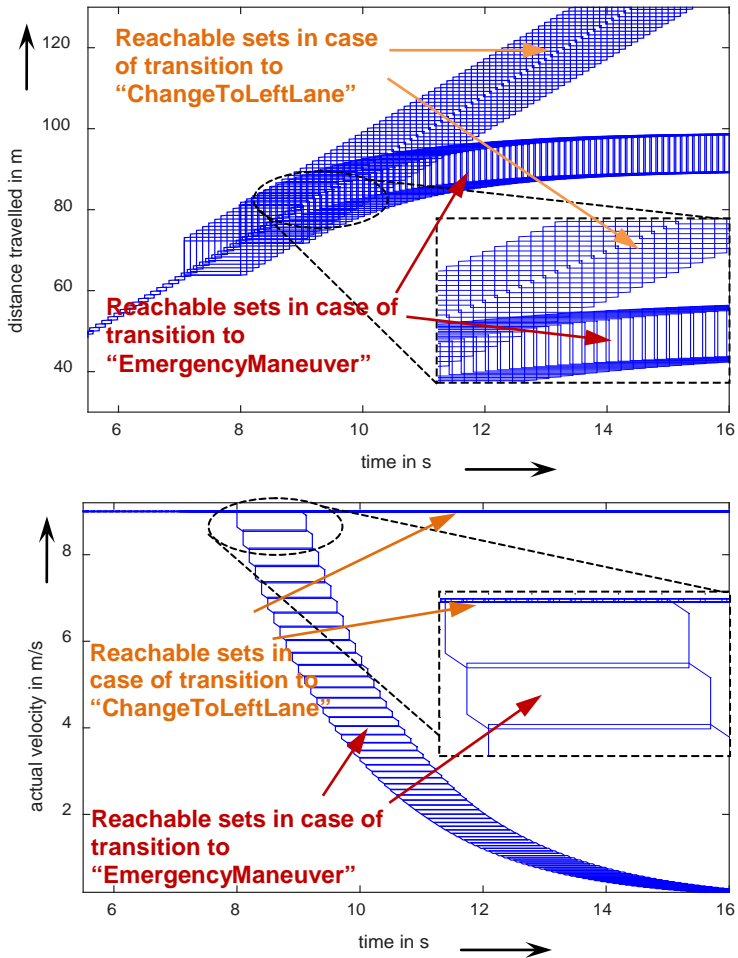 Reachable sets in case
of transition to
“ChangeToLeftLane”
Reachable sets in case of
transition to
“EmergencyManeuver”
distance travelled in m
120
100
80
60
40
6
8
10
12
14
16
time in s
Reachable sets in
case of transition to
“ChangeToLeftLane”
Reachable sets in case of
transition to
“EmergencyManeuver”
actual velocity in m/s
8
6
4
2
6
8
10
12
14
16
time in s